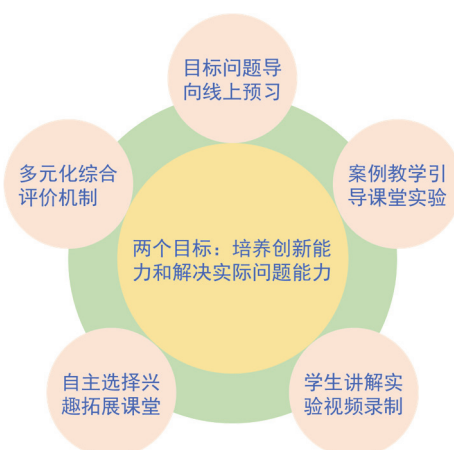 目标问题导
向线上预习
多元化综合
评价机制
案例教学引
导课堂实验
两个目标：培养创新能
力和解决实际问题能力
自主选择兴
趣拓展课堂
学生讲解实
验视频录制